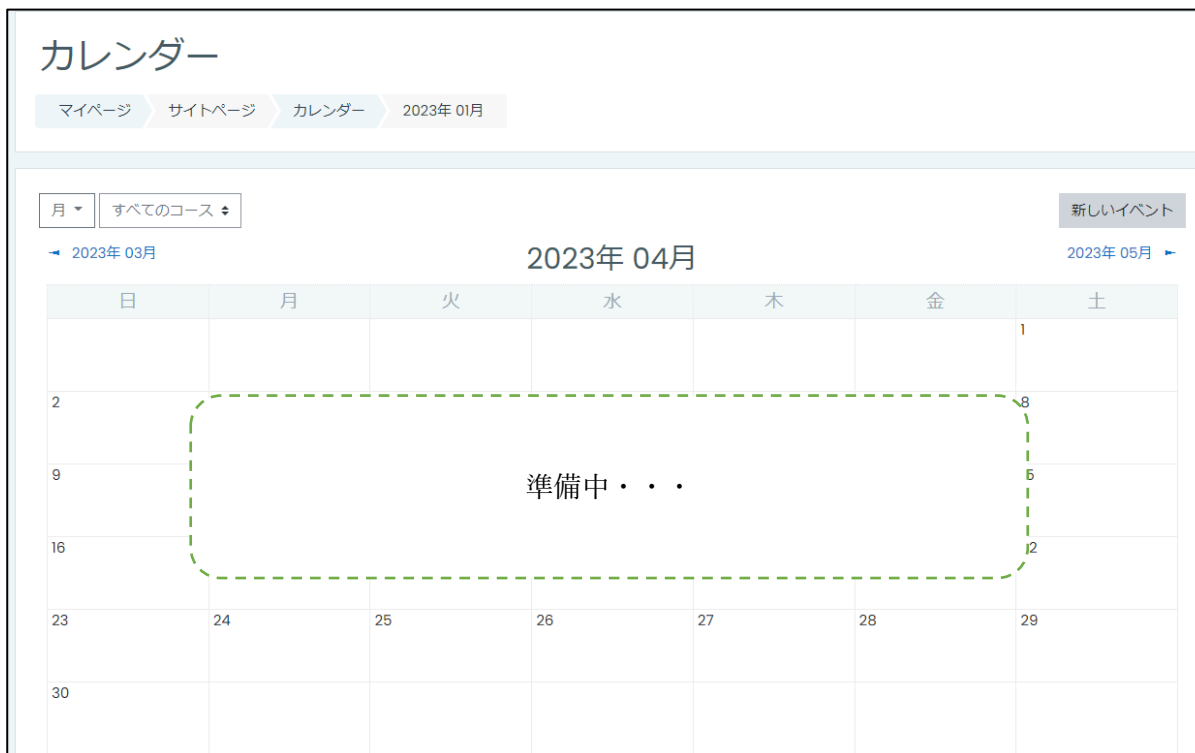 カレンダー
マイページ サイトページ カレンダー 2023年 01月
月 すべてのコース 新しいイベント
2023年 03月 2023年 04月 2023年 05月
日 月 火 水 木 金 土
1
2 8
9 5
準備中・・・
16 2
23 24 25 26 27 28 29
30